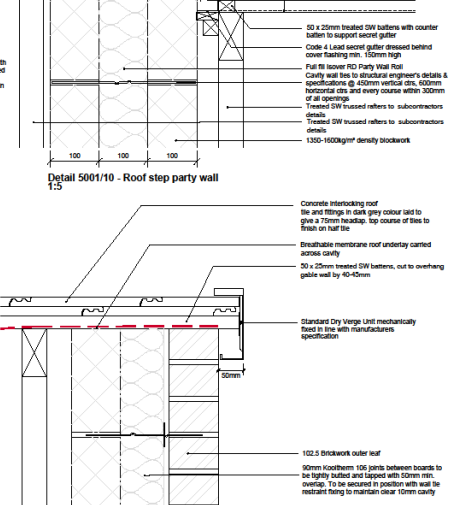 50 x 25mm treated SW battens with counter
batten to support secret gutter
Code 4 Lead secret gutter dressed behind
cover flashing min. 150mm high
th
ed
n
Full fill Isover RD Party Wall Roll
Cavity wall ties to structural engineer's details &
specifications @ 450mm vertical ctrs, 600mm
horizontal ctrs and every course within 300mm
of all openings
Treated SW trussed rafters to subcontractors
details
Treated SW trussed rafters to subcontractors
details
1350-1600kg/m³ density blockwork
100 100 100
Detail 5001/10 - Roof step party wall
1:5
Concrete interlocking roof
tile and fittings in dark grey colour laid to
give a 75mm headlap. top course of tiles to
finish on half tile
Breathable membrane roof underlay carried
across cavity
50 x 25mm treated SW battens, cut to overhang
gable wall by 40-45mm
Standard Dry Verge Unit mechanically
fixed in line with manufacturers
specification
50mm
102.5 Brickwork outer leaf
90mm Kooltherm 106 joints between boards to
be tightly butted and tapped with 50mm min.
overlap. To be secured in position with wall tie
restraint fixing to maintain clear 10mm cavity